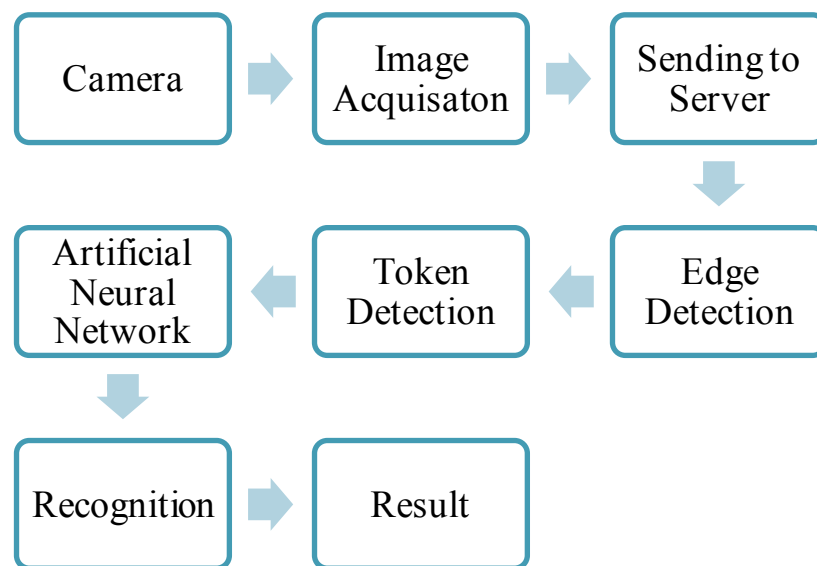 Camera
Image
Acquisaton
Sending to
Server
Edge
Detection
Token
Detection
Artificial
Neural
Network
Recognition
Result